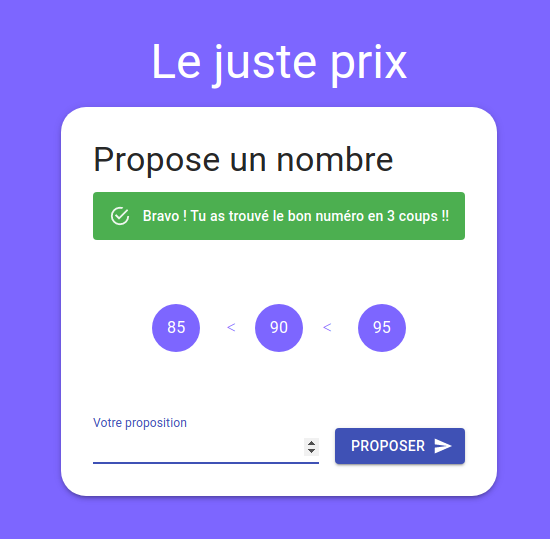 Le juste prix
Propose un nombre
Bravo ! Tu as trouvé le bon numéro en 3 coups !!
85 < 90 < 95
Votre proposition
PROPOSER